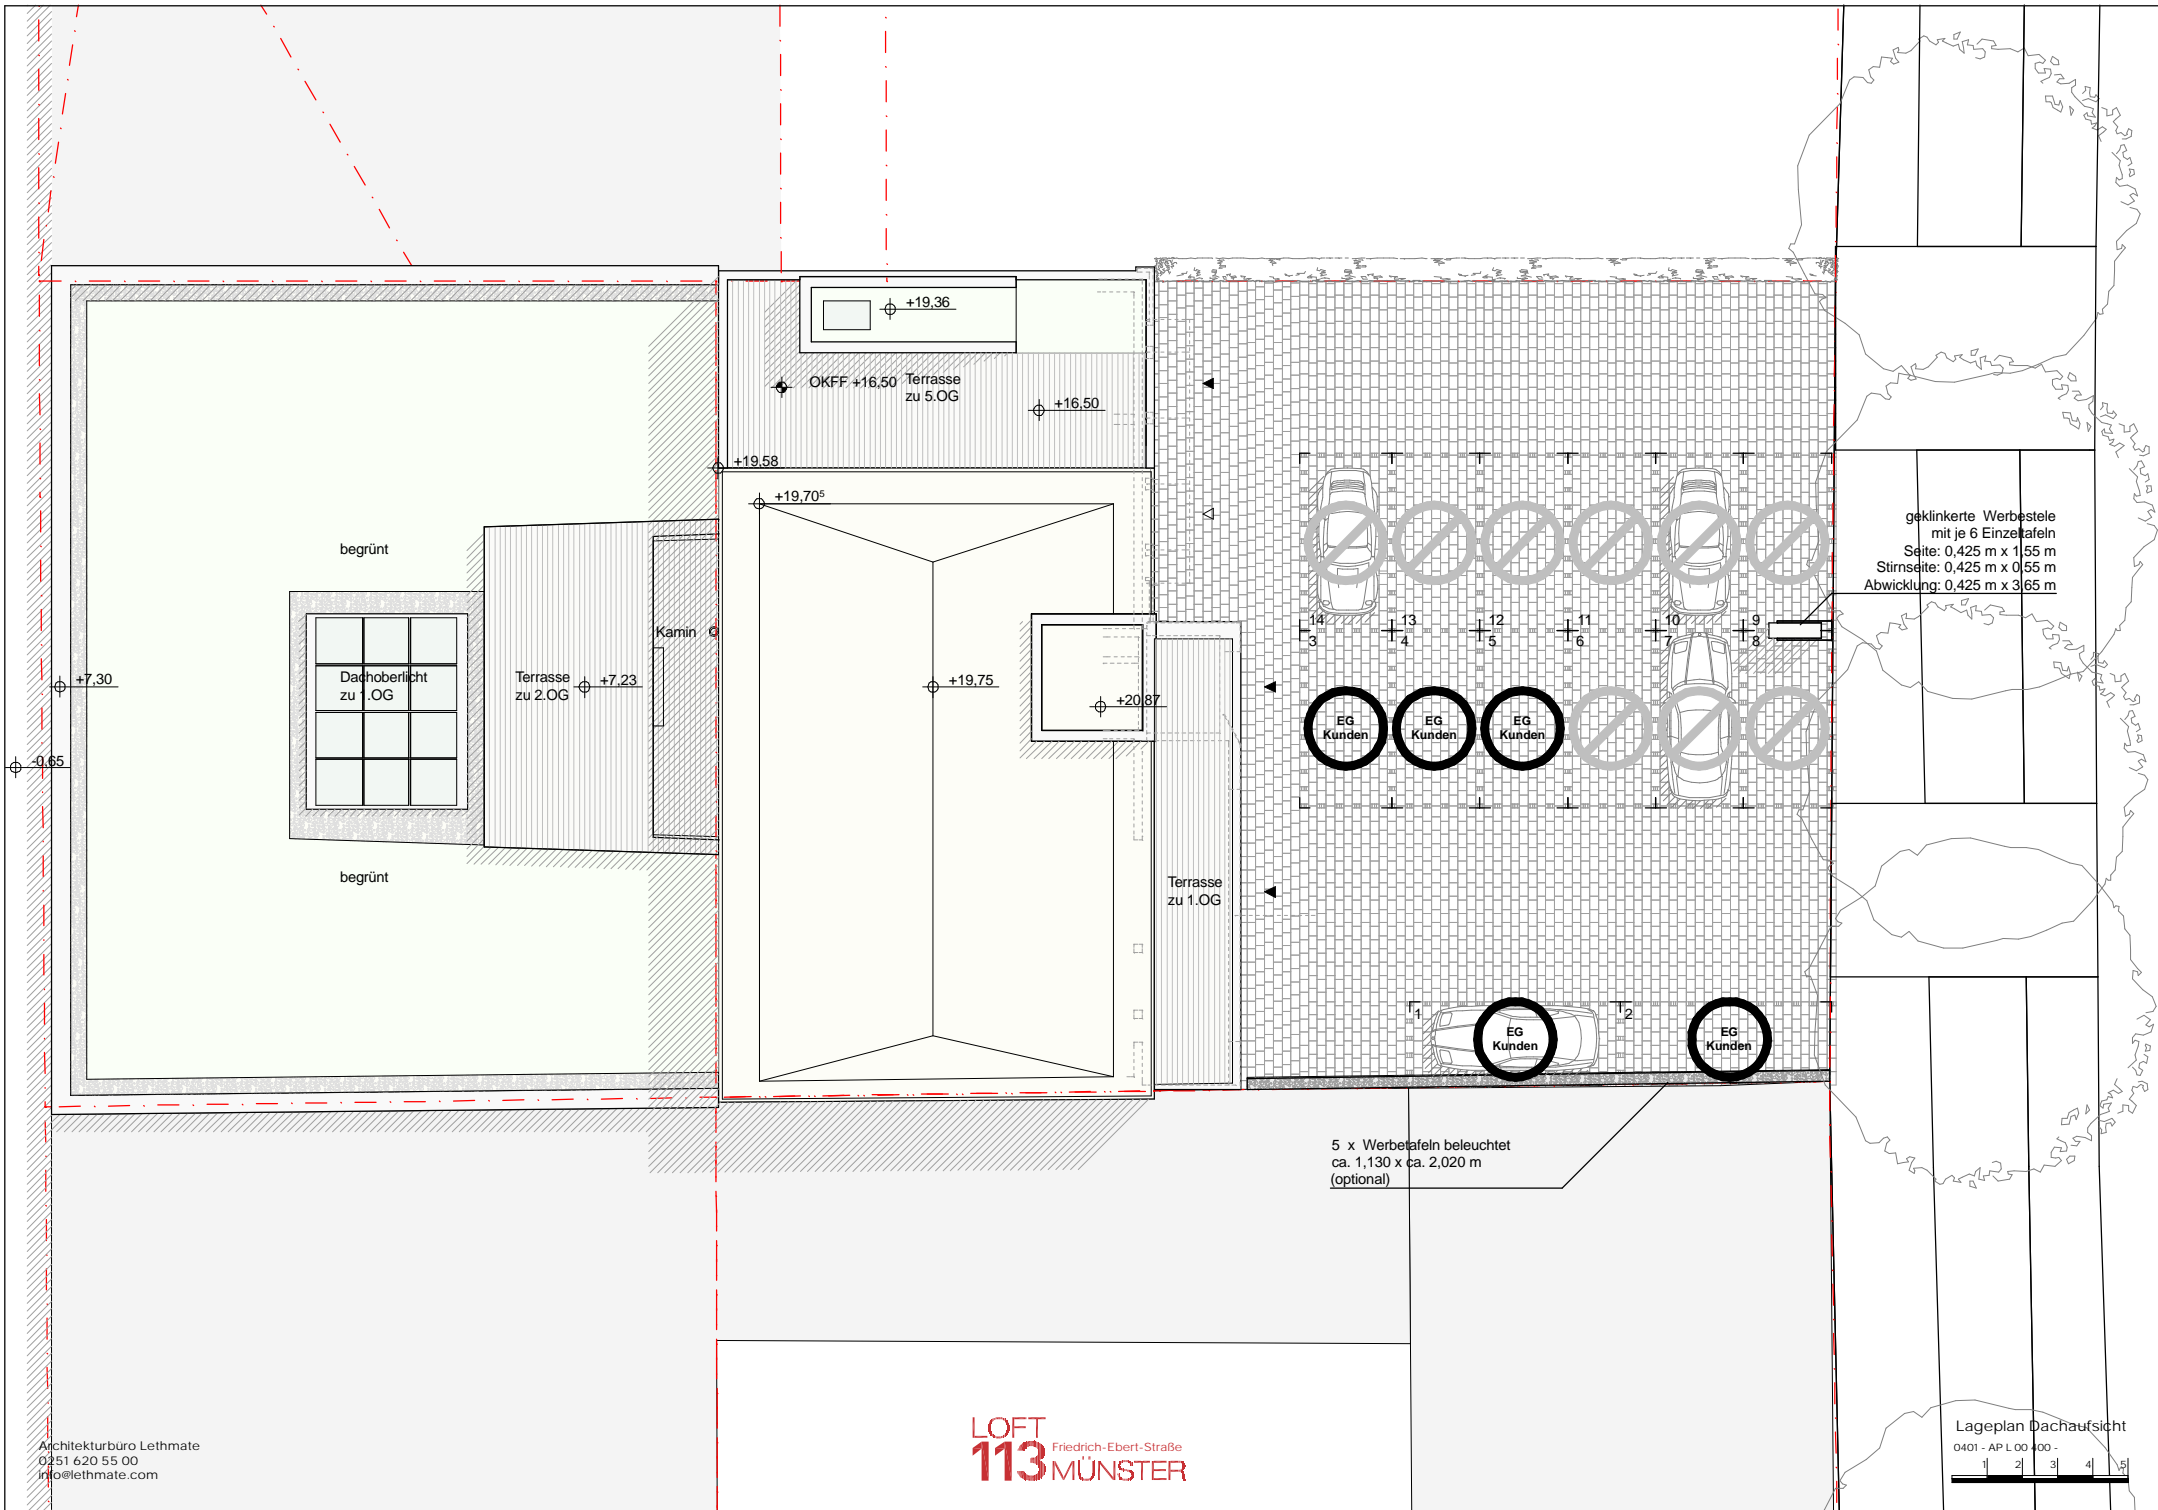 +19,36
OKFF +16,50
Terrasse
zu 5.OG
+16,50
+19,58
+19,70⁵
geklinkerte Werbestele
mit je 6 Einzeltafeln
Seite: 0,425 m x 1,55 m
Stirnseite: 0,425 m x 0,55 m
Abwicklung: 0,425 m x 3,65 m
begrünt
14 13 12 11 10 9
3 4 5 6 7 8
Kamin
+7,30
Dachoberlicht
zu 1.OG
Terrasse
zu 2.OG
+7,23
+19,75
+20,87
EG
Kunden
EG
Kunden
EG
Kunden
-0,65
begrünt
Terrasse
zu 1.OG
1 2
EG
Kunden
EG
Kunden
5 x Werbetafeln beleuchtet
ca. 1,130 x ca. 2,020 m
(optional)
Architekturbüro Lethmate
0251 620 55 00
info@lethmate.com
LOFT
113 Friedrich-Ebert-Straße
MÜNSTER
Lageplan Dachaufsicht
0401 - AP L 00 400 -
1 2 3 4 5